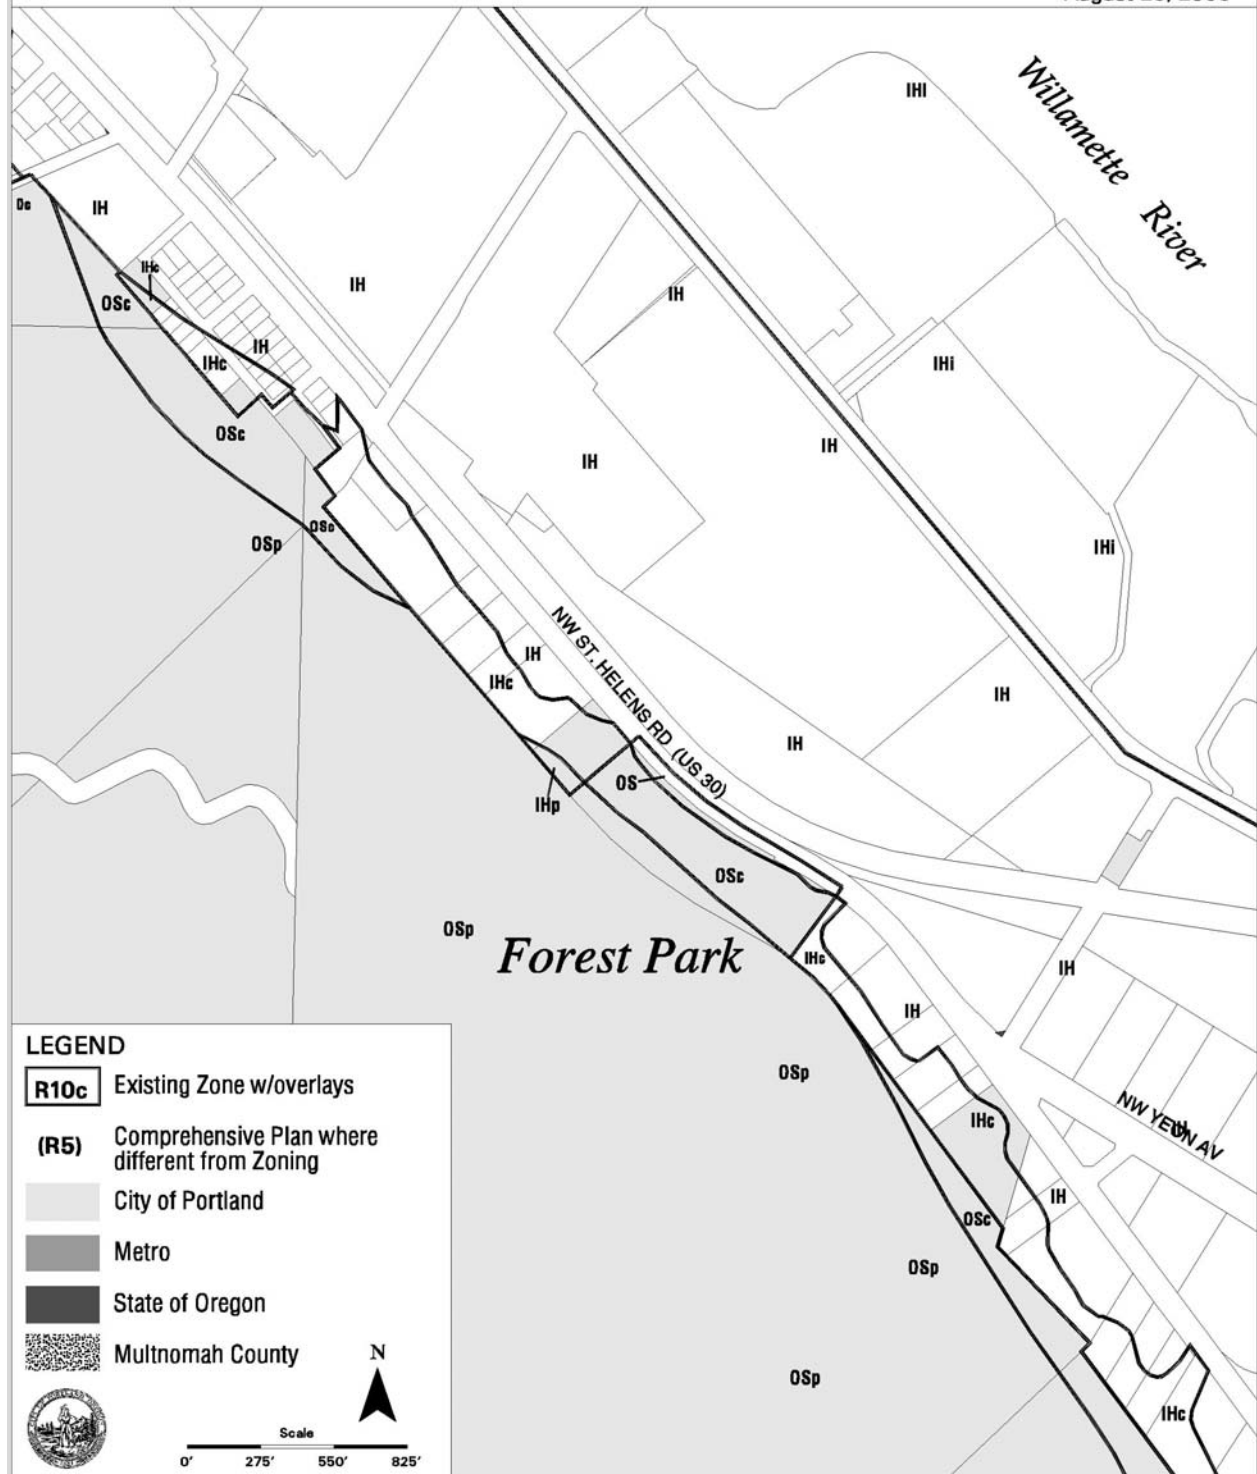 Willamette
River
IHI
Os
IH
IHc
OSc
IH
IH
IH
IHc
IHi
OSc
IH
IH
OSc
OSp
IHi
NW ST. HELENS RD (US 30)
IH
IHc
IH
IH
OS
IHp
OSc
OSp
Forest Park
IHc
IH
IH
OSp
IHc
NW YEON AV
IH
OSc
OSp
OSp
IHc
LEGEND
R10c Existing Zone w/overlays
(R5) Comprehensive Plan where
different from Zoning
City of Portland
Metro
State of Oregon
Multnomah County
N
Scale
0' 275' 550' 825'